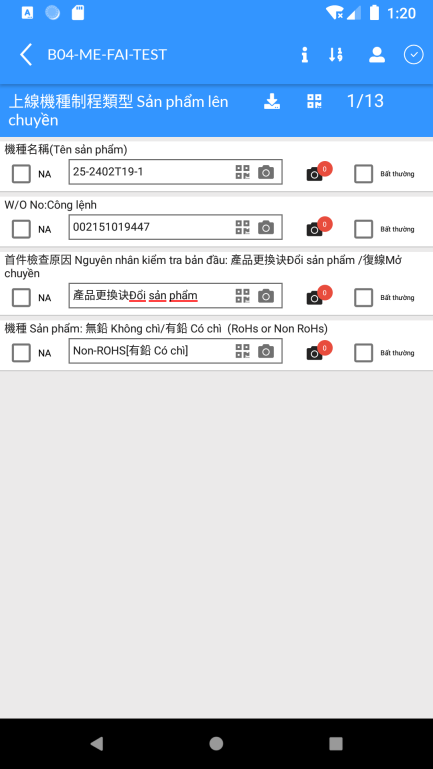 1:20
B04-ME-FAI-TEST
上線機種制程類型 Sản phẩm lên
chuyền
1/13
機種名稱(Tên sản phẩm)
NA 25-2402T19-1 0 Bất thường
W/O No:Công lệnh
NA 002151019447 0 Bất thường
首件檢查原因 Nguyên nhân kiểm tra bản đầu: 產品更換诀Đổi sản phẩm /復線Mở
chuyền
NA 產品更換诀Đổi sản phẩm 0 Bất thường
機種 Sản phẩm: 無鉛 Không chì/有鉛 Có chì (RoHs or Non RoHs)
NA Non-ROHS[有鉛 Có chì] 0 Bất thường